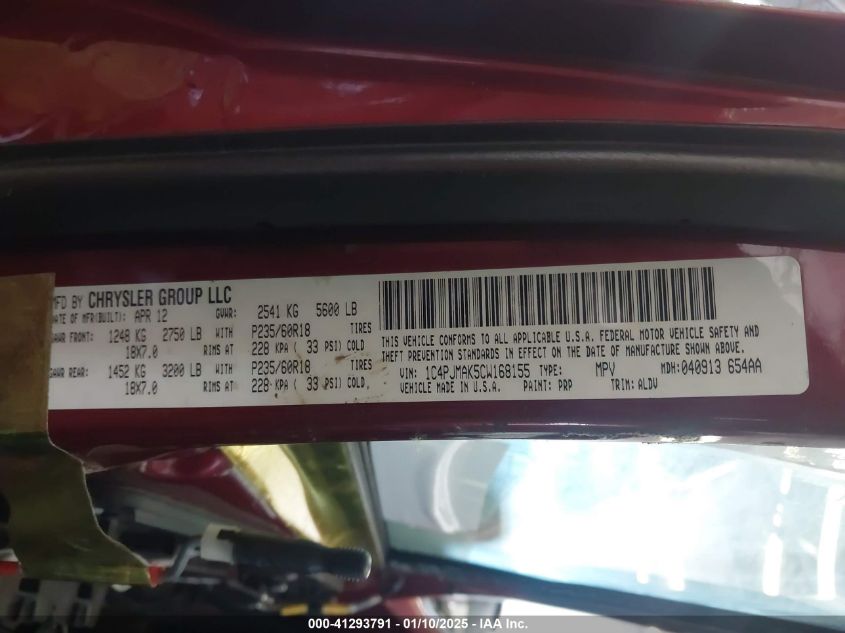 MFD BY CHRYSLER GROUP LLC
DATE OF MFR(BUILT): APR 12 GVWR: 2541 KG 5600 LB
GAWR FRONT: 1248 KG 2750 LB WITH P235/60R18 TIRES
18X7.0 RIMS AT 228 KPA ( 33 PSI) COLD
GAWR REAR: 1452 KG 3200 LB WITH P235/60R18 TIRES
18X7.0 RIMS AT 228 KPA ( 33 PSI) COLD,
THIS VEHICLE CONFORMS TO ALL APPLICABLE U.S.A. FEDERAL MOTOR VEHICLE SAFETY AND
THEFT PREVENTION STANDARDS IN EFFECT ON THE DATE OF MANUFACTURE SHOWN ABOVE.
VIN: 1C4PJMAK5CW168155 TYPE: MPV MDH: 040913 654AA
VEHICLE MADE IN U.S.A. PAINT: PRP TRIM: ALDV
000-41293791 - 01/10/2025 - IAA Inc.